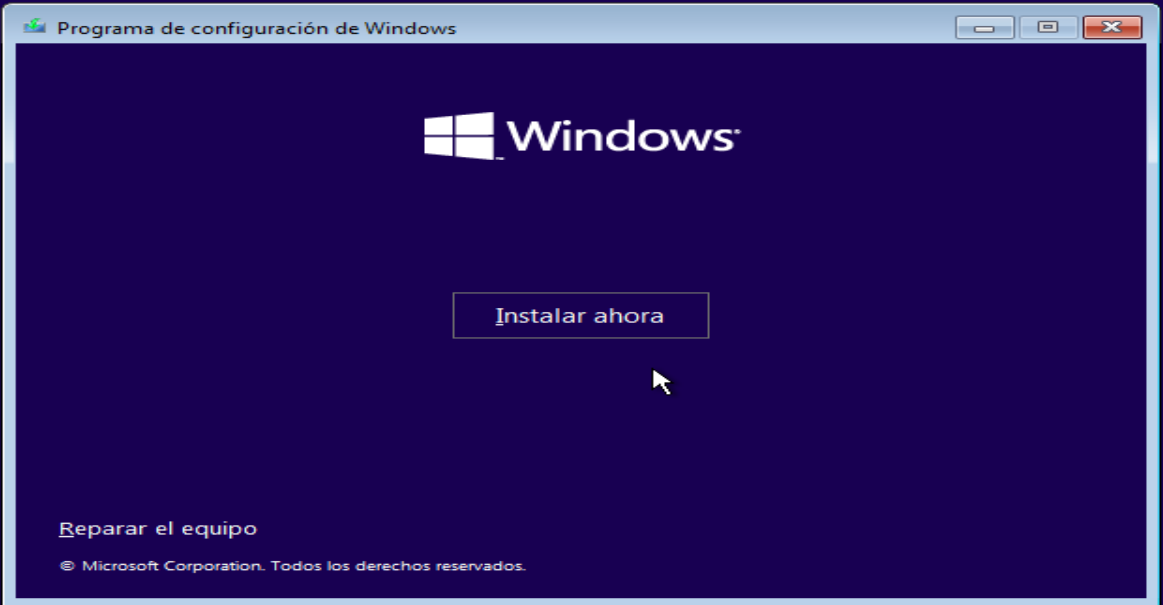 Programa de configuración de Windows
Windows
Instalar ahora
Reparar el equipo
© Microsoft Corporation. Todos los derechos reservados.